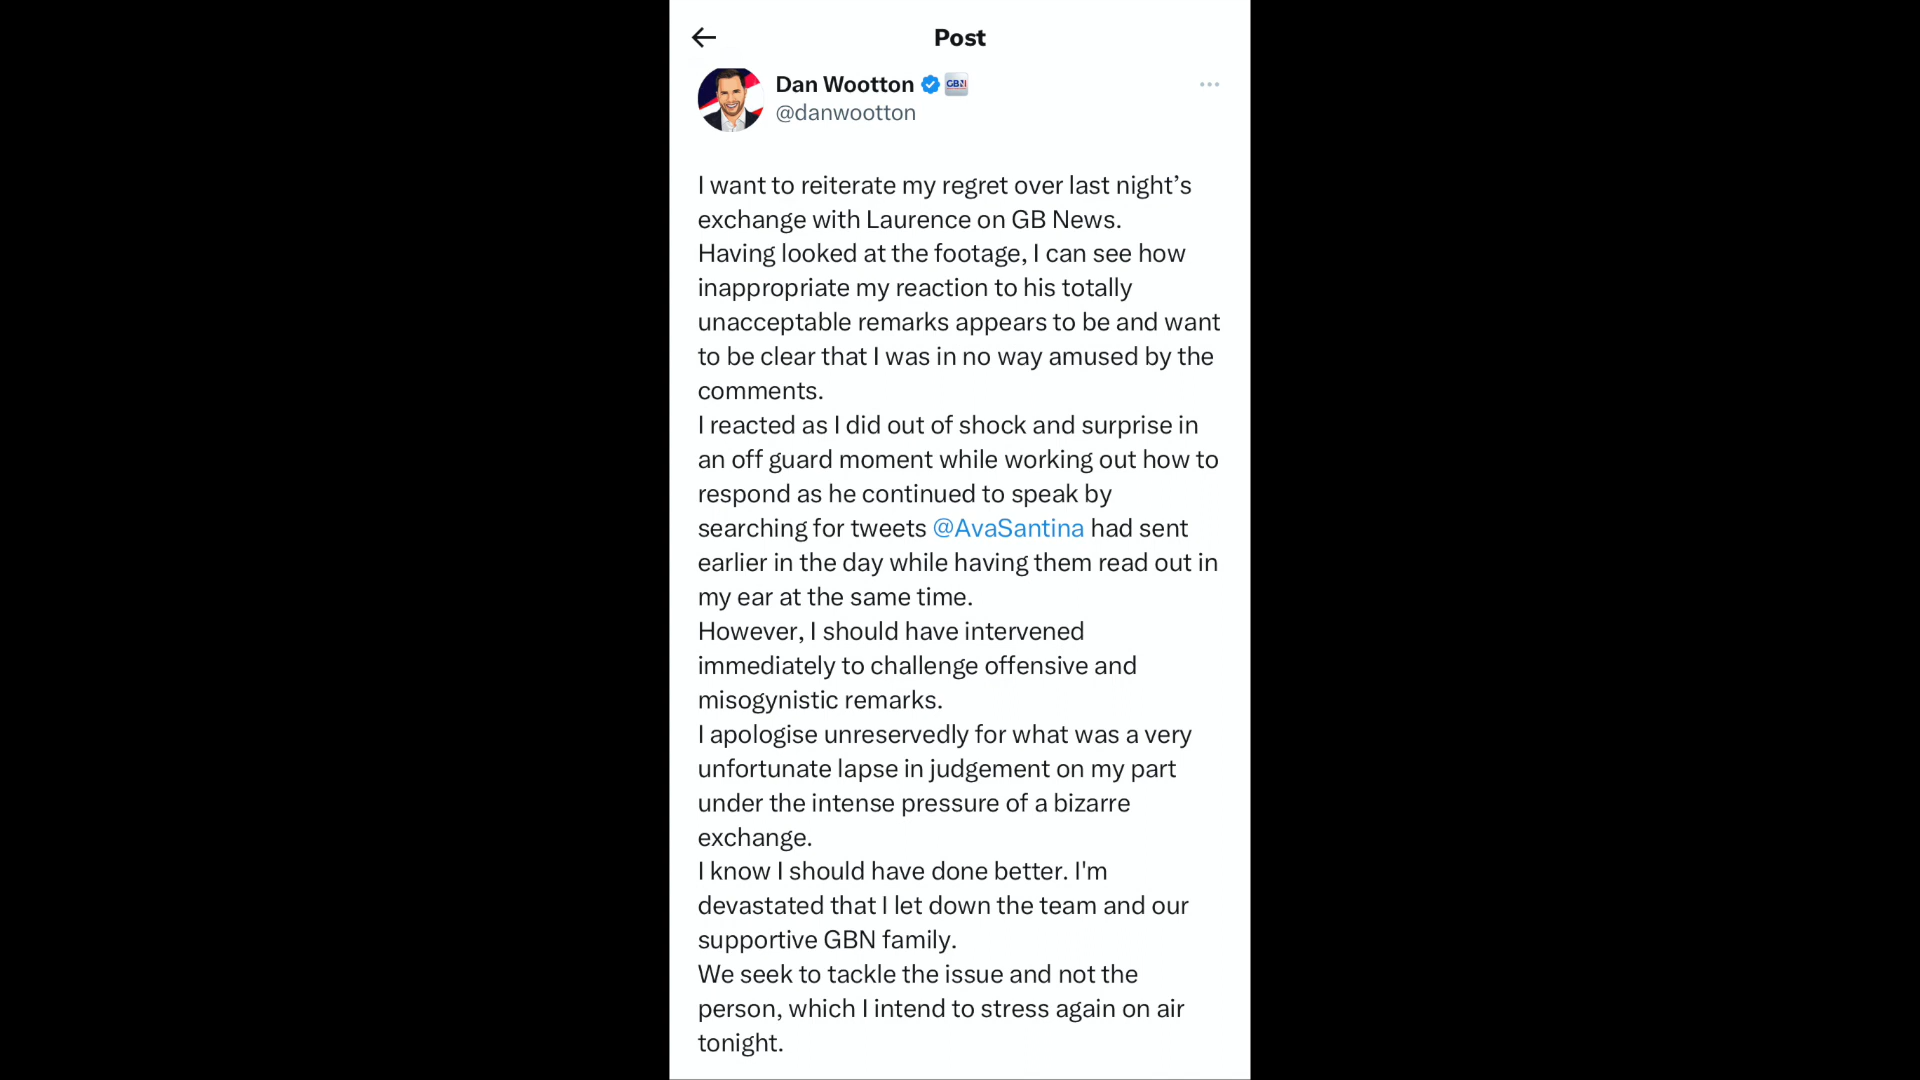 Post
Dan Wootton GBN
@danwootton
I want to reiterate my regret over last night’s
exchange with Laurence on GB News.
Having looked at the footage, I can see how
inappropriate my reaction to his totally
unacceptable remarks appears to be and want
to be clear that I was in no way amused by the
comments.
I reacted as I did out of shock and surprise in
an off guard moment while working out how to
respond as he continued to speak by
searching for tweets @AvaSantina had sent
earlier in the day while having them read out in
my ear at the same time.
However, I should have intervened
immediately to challenge offensive and
misogynistic remarks.
I apologise unreservedly for what was a very
unfortunate lapse in judgement on my part
under the intense pressure of a bizarre
exchange.
I know I should have done better. I'm
devastated that I let down the team and our
supportive GBN family.
We seek to tackle the issue and not the
person, which I intend to stress again on air
tonight.